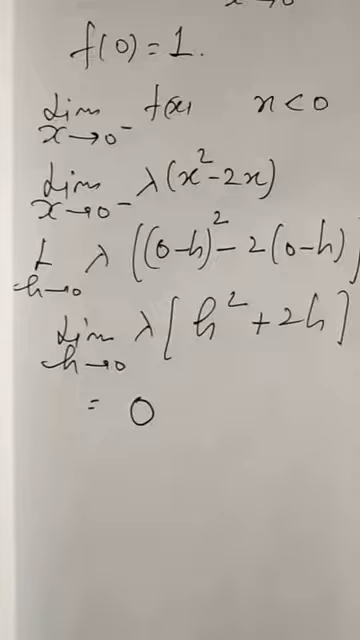 x→0
f(0) = 1.
lim x→0⁻ f(x) x < 0
lim x→0⁻ λ(x² - 2x)
L h→0 λ ((0-h)² - 2(0-h)]
lim h→0 λ[h² + 2h]
= 0